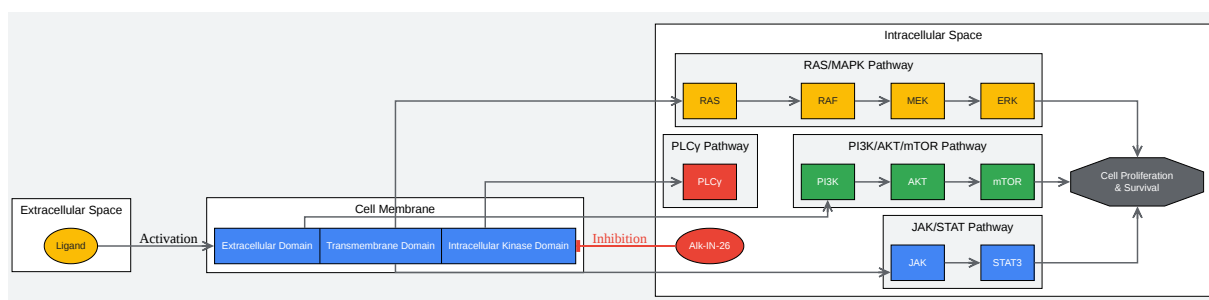 Intracellular Space
RAS/MAPK Pathway
RAS
RAF
MEK
ERK
PLCγ Pathway
PLCγ
PI3K/AKT/mTOR Pathway
PI3K
AKT
mTOR
Cell Proliferation
& Survival
Extracellular Space
Ligand
Activation
Cell Membrane
Extracellular Domain
Transmembrane Domain
Intracellular Kinase Domain
Inhibition
Alk-IN-26
JAK/STAT Pathway
JAK
STAT3